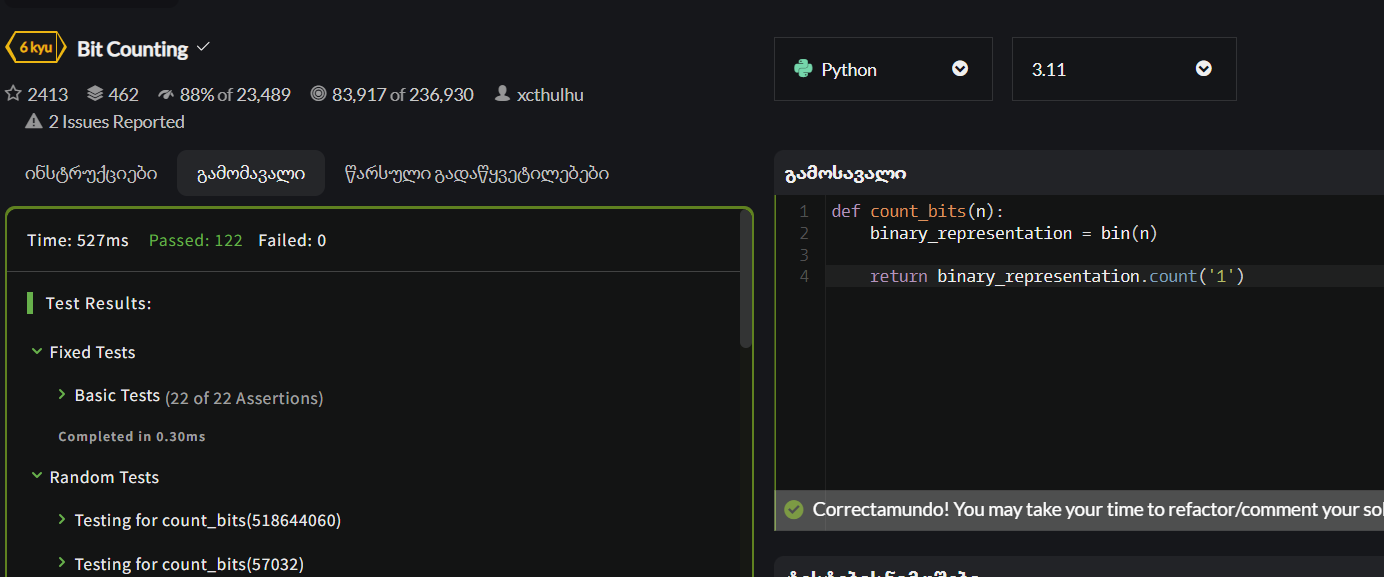 6 kyu Bit Counting
2413 462 88% of 23,489 83,917 of 236,930 xcthulhu
2 Issues Reported
Python 3.11
ინსტრუქციები გამომავალი წარსული გადაწყვეტილებები
Time: 527ms Passed: 122 Failed: 0
Test Results:
Fixed Tests
Basic Tests (22 of 22 Assertions)
Completed in 0.30ms
Random Tests
Testing for count_bits(518644060)
Testing for count_bits(57032)
გამოსავალი
1 def count_bits(n):
2 binary_representation = bin(n)
3
4 return binary_representation.count('1')
Correctamundo! You may take your time to refactor/comment your